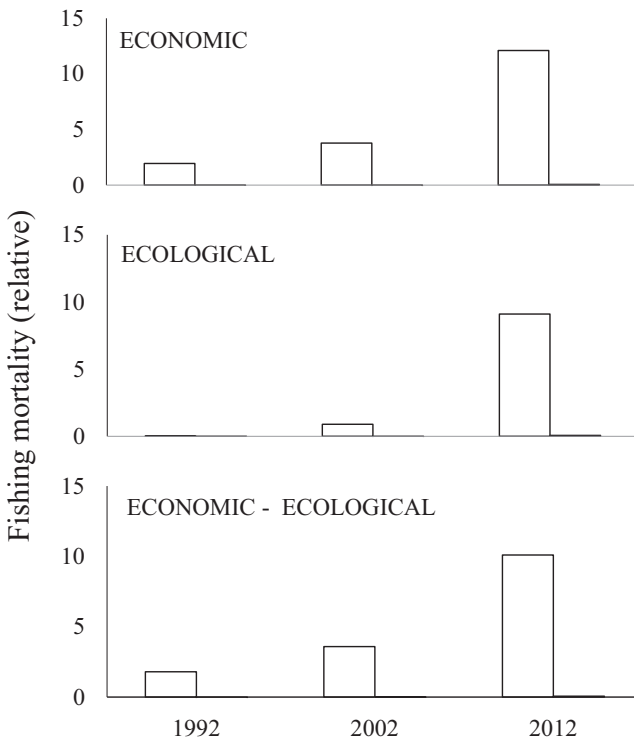 Fishing mortality (relative)
ECONOMIC
15
10
5
0
ECOLOGICAL
15
10
5
0
ECONOMIC - ECOLOGICAL
15
10
5
0
1992 2002 2012